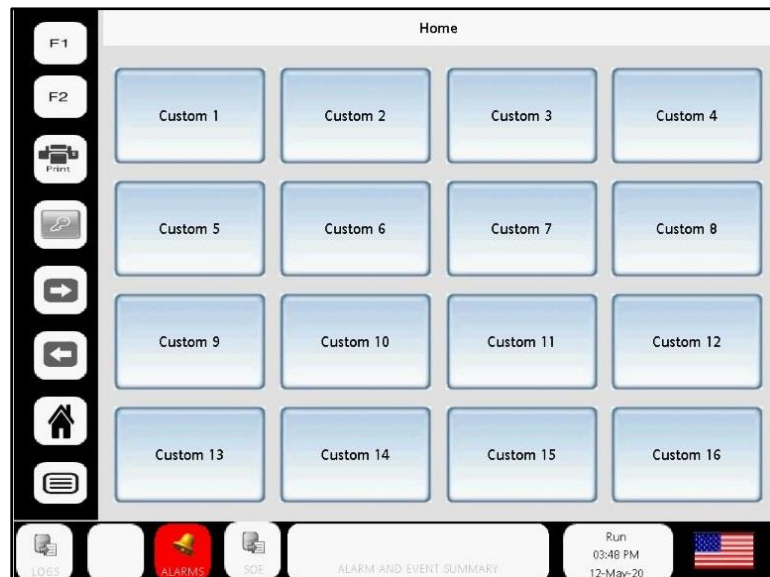 Home
F1
F2
Print
Custom 1
Custom 2
Custom 3
Custom 4
Custom 5
Custom 6
Custom 7
Custom 8
Custom 9
Custom 10
Custom 11
Custom 12
Custom 13
Custom 14
Custom 15
Custom 16
LOGS
ALARMS
SOE
ALARM AND EVENT SUMMARY
Run
03:48 PM
12-May-20